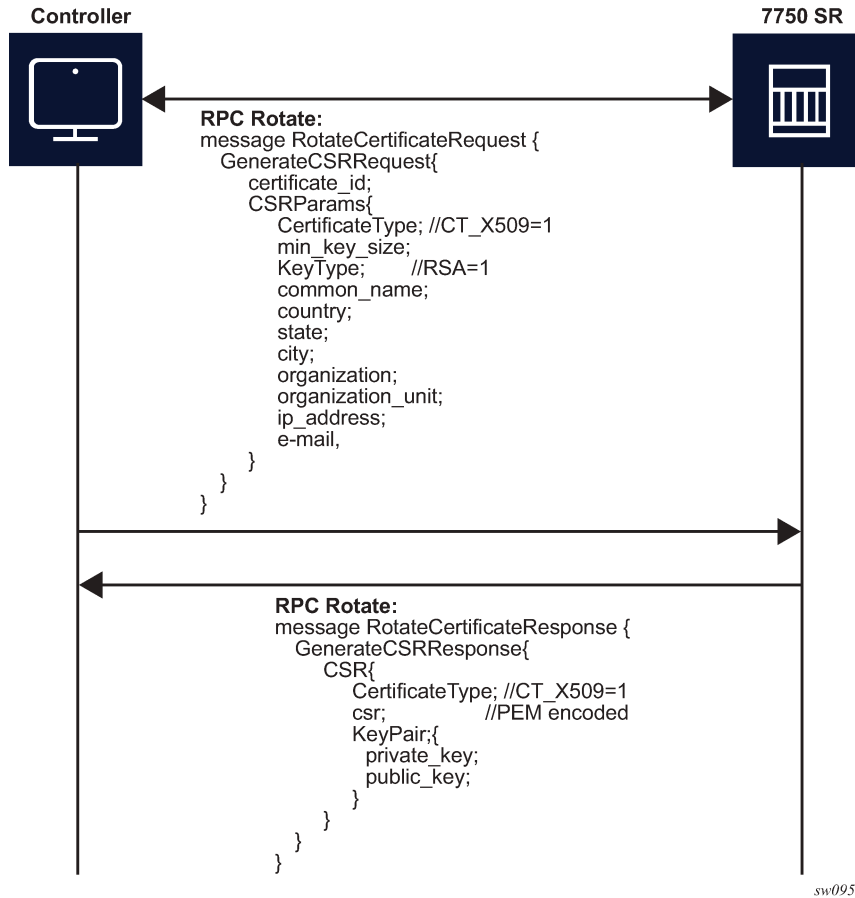 Controller
7750 SR
RPC Rotate:
message RotateCertificateRequest {
GenerateCSRRequest{
certificate_id;
CSRParams{
CertificateType; //CT_X509=1
min_key_size;
KeyType; //RSA=1
common_name;
country;
state;
city;
organization;
organization_unit;
ip_address;
e-mail,
}
}
}
RPC Rotate:
message RotateCertificateResponse {
GenerateCSRResponse{
CSR{
CertificateType; //CT_X509=1
csr; //PEM encoded
KeyPair;{
private_key;
public_key;
}
}
}
}
sw095